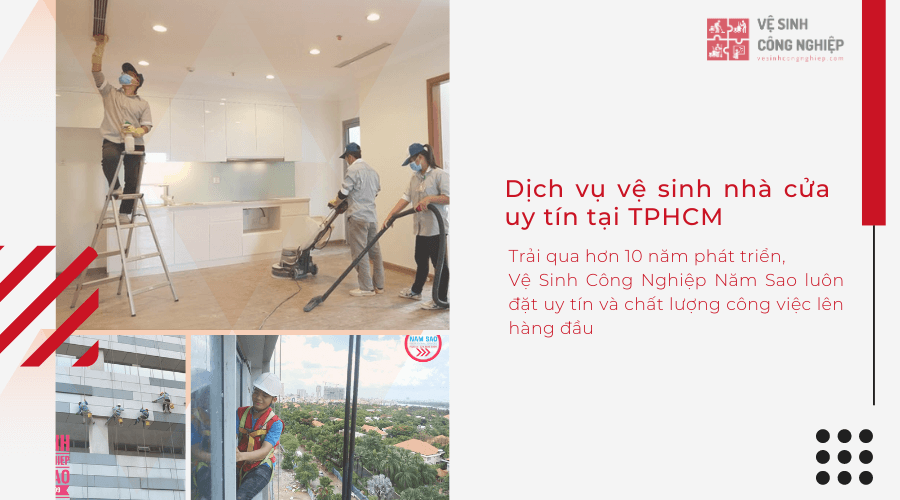 VỆ SINH
CÔNG NGHIỆP
vesinhcongnghiep.com
Dịch vụ vệ sinh nhà cửa
uy tín tại TPHCM
Trải qua hơn 10 năm phát triển,
Vệ Sinh Công Nghiệp Năm Sao luôn
đặt uy tín và chất lượng công việc lên
hàng đầu
NAM SAO